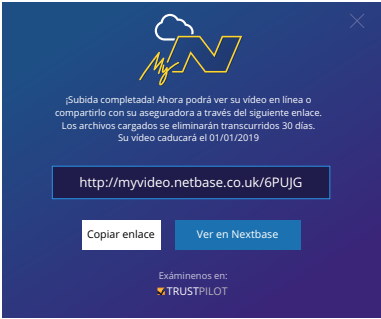 My N
¡Subida completada! Ahora podrá ver su vídeo en línea o
compartirlo con su aseguradora a través del siguiente enlace.
Los archivos cargados se eliminarán transcurridos 30 días.
Su vídeo caducará el 01/01/2019
http://myvideo.netbase.co.uk/6PUJG
Copiar enlace
Ver en Nextbase
Exáminenos en:
TRUSTPILOT